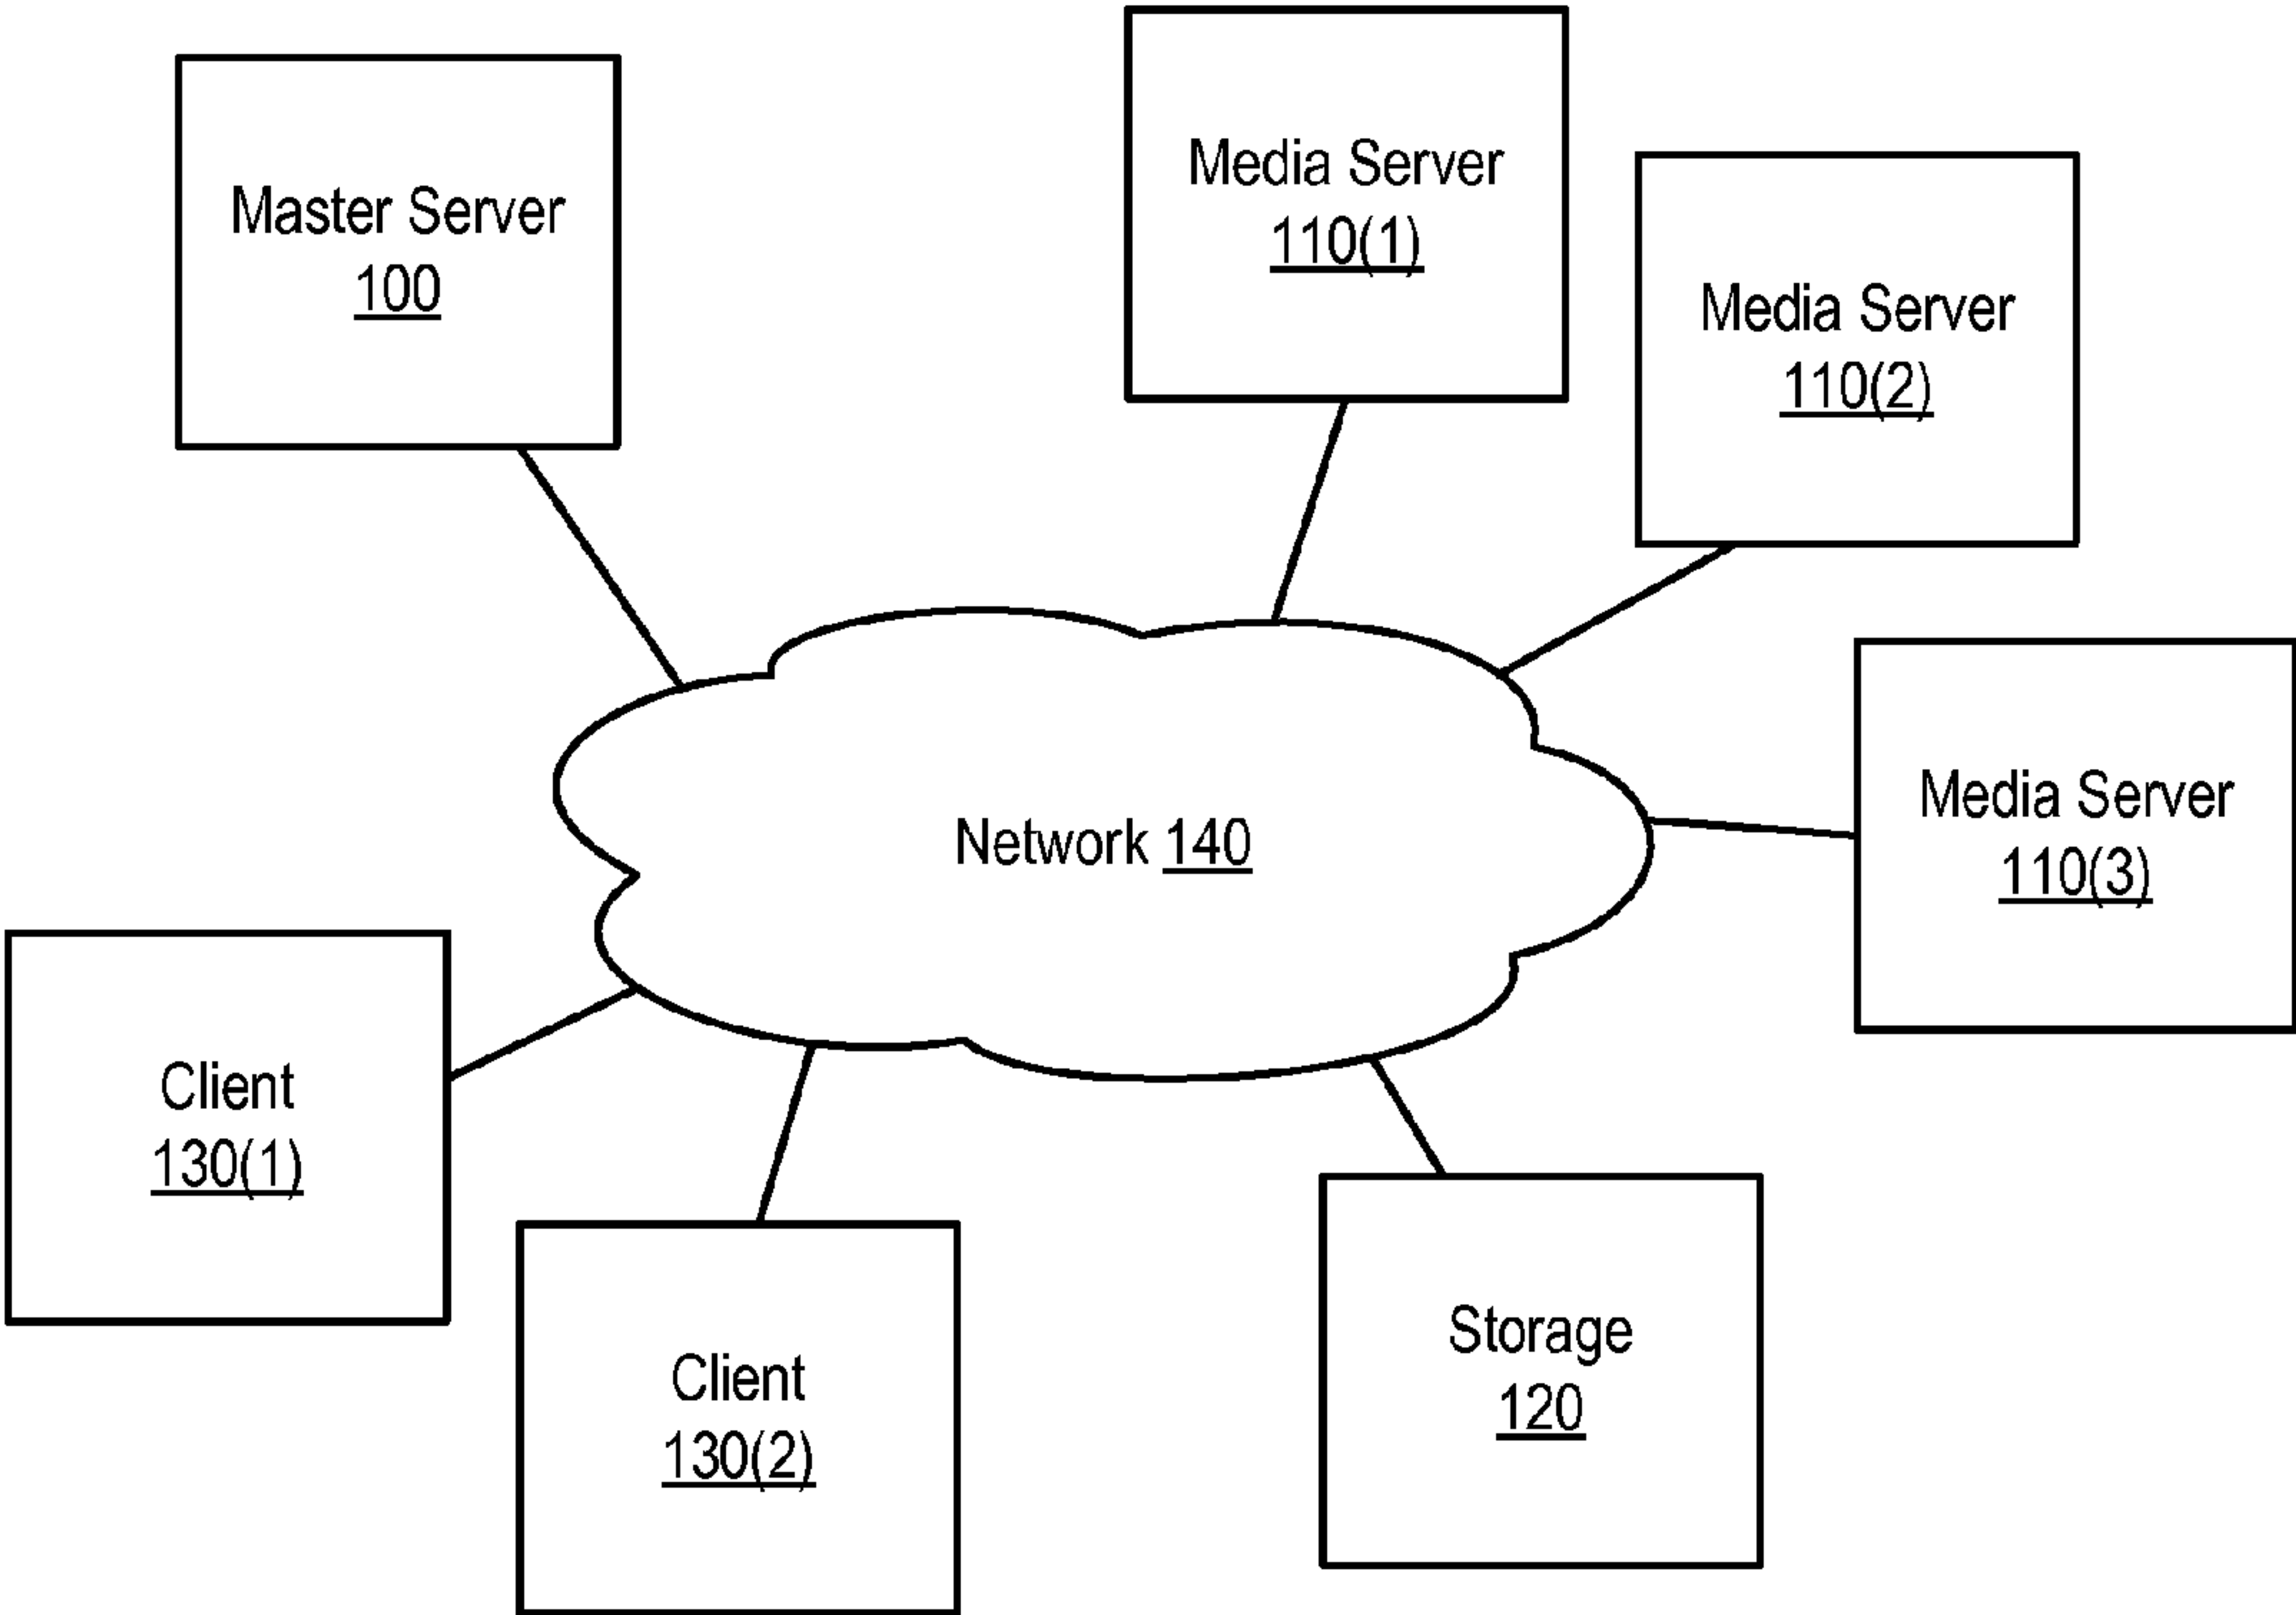 Master Server
100
Media Server
110(1)
Media Server
110(2)
Network 140
Media Server
110(3)
Client
130(1)
Client
130(2)
Storage
120